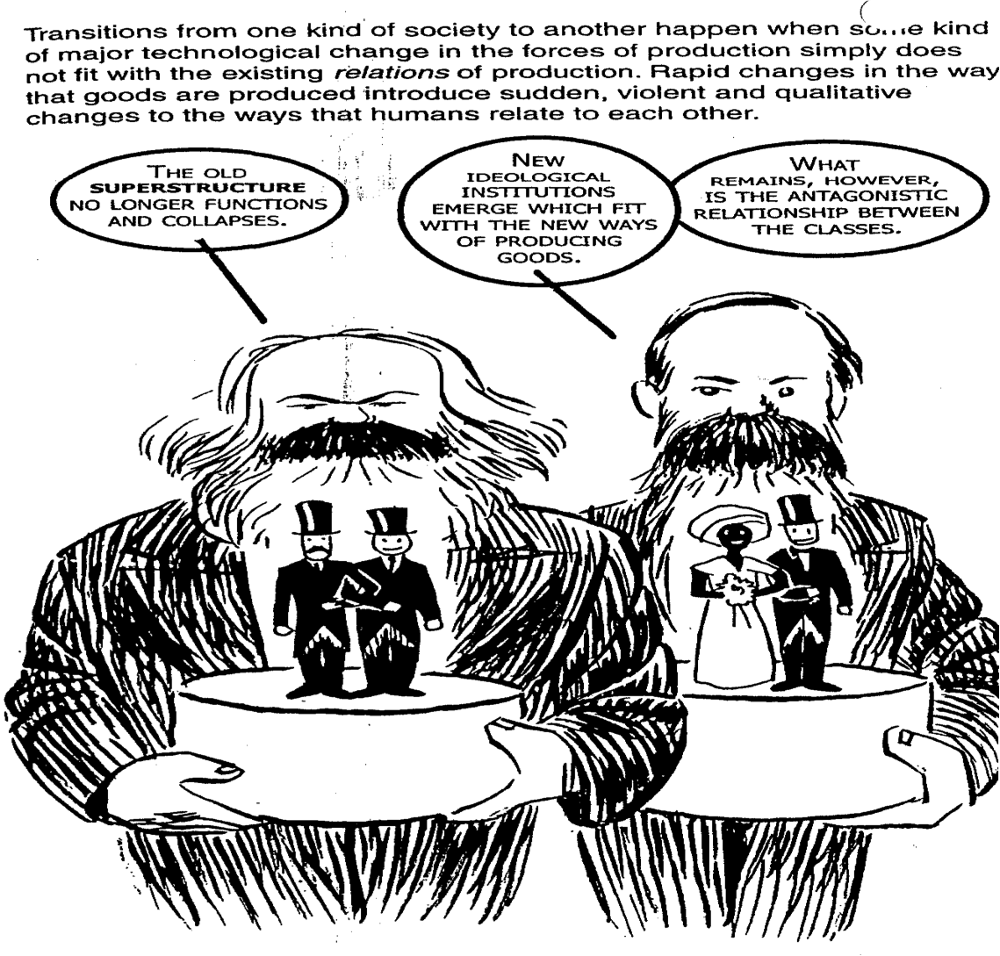 Transitions from one kind of society to another happen when some kind
of major technological change in the forces of production simply does
not fit with the existing relations of production. Rapid changes in the way
that goods are produced introduce sudden, violent and qualitative
changes to the ways that humans relate to each other.
THE OLD
SUPERSTRUCTURE
NO LONGER FUNCTIONS
AND COLLAPSES.
NEW
IDEOLOGICAL
INSTITUTIONS
EMERGE WHICH FIT
WITH THE NEW WAYS
OF PRODUCING
GOODS.
WHAT
REMAINS, HOWEVER,
IS THE ANTAGONISTIC
RELATIONSHIP BETWEEN
THE CLASSES.